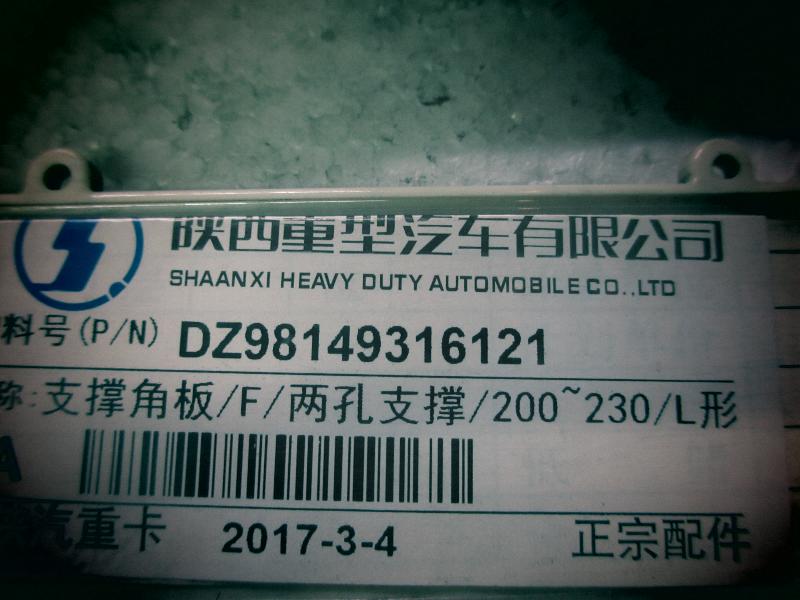 陕西重型汽车有限公司
SHAANXI HEAVY DUTY AUTOMOBILE CO.,LTD
料号(P/N) DZ98149316121
称:支撑角板/F/两孔支撑/200~230/L形
A
汽重卡 2017-3-4 正宗配件